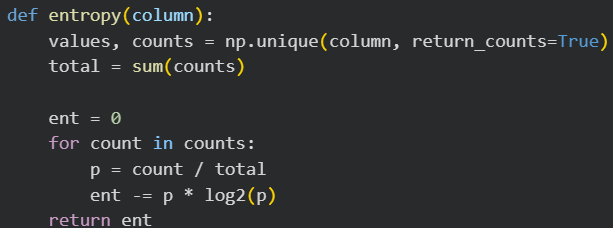 def entropy(column):
    values, counts = np.unique(column, return_counts=True)
    total = sum(counts)

    ent = 0
    for count in counts:
        p = count / total
        ent -= p * log2(p)
    return ent